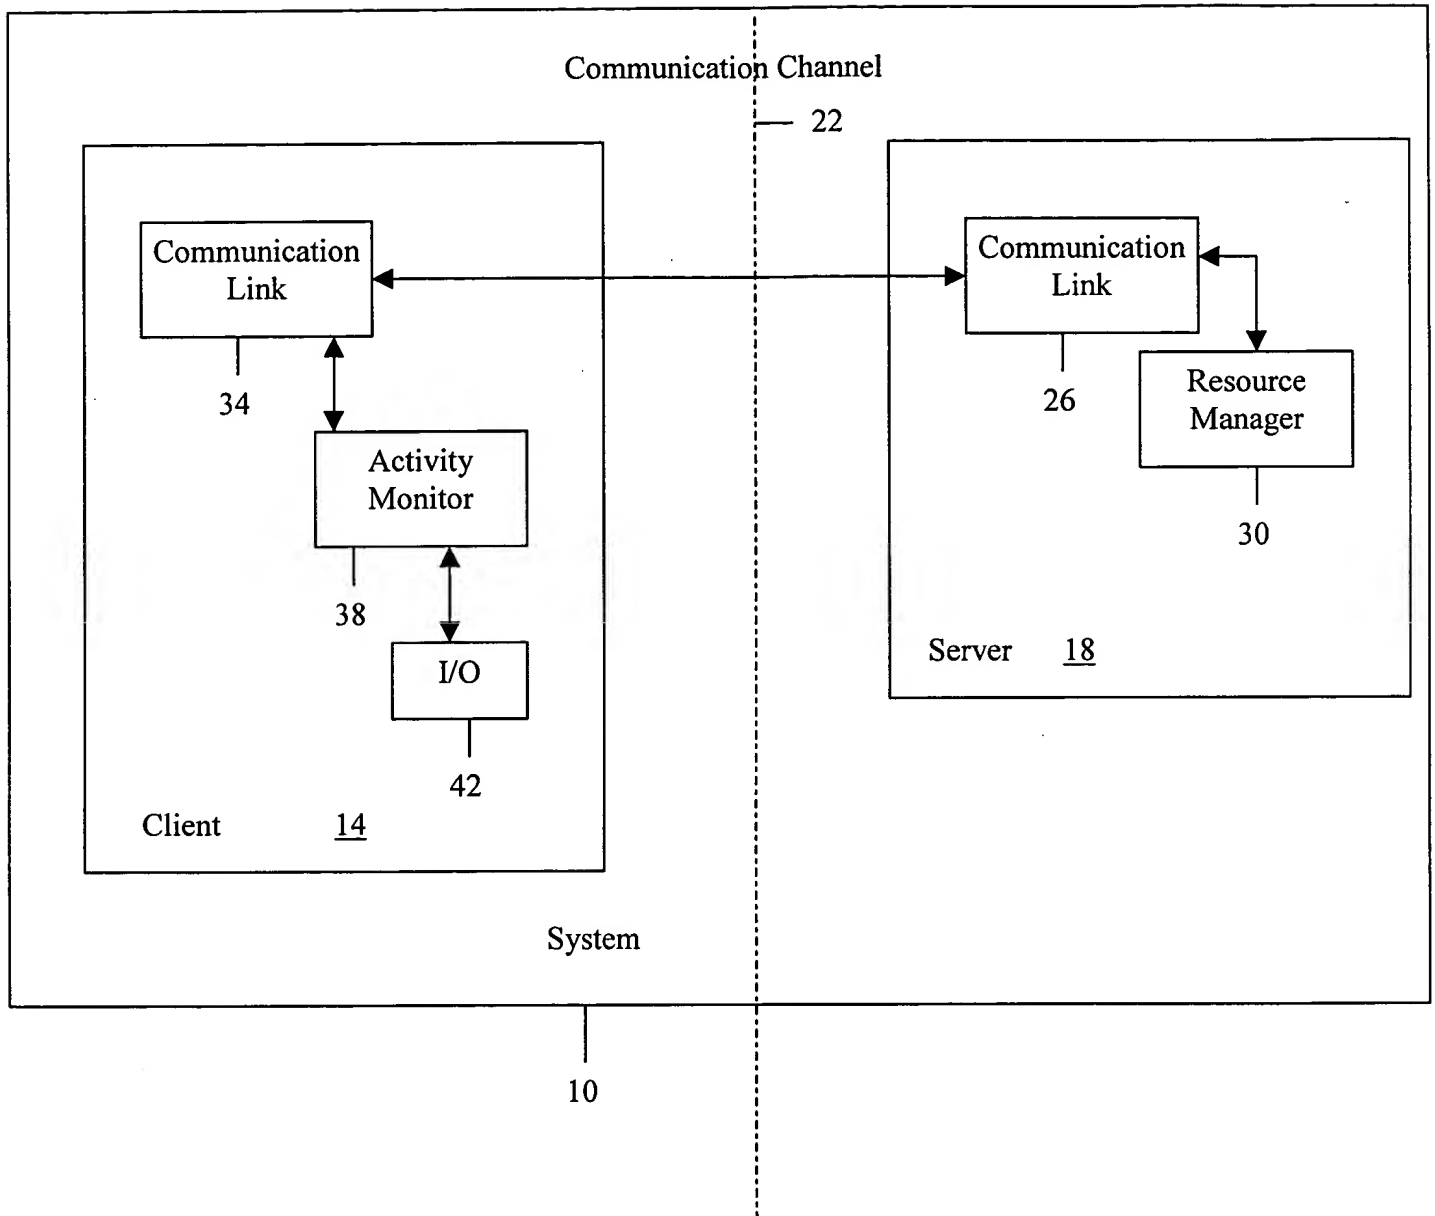 Communication Channel
22
Communication
Link
34
Activity
Monitor
38
I/O
42
Client 14
Communication
Link
26
Resource
Manager
30
Server 18
System
10